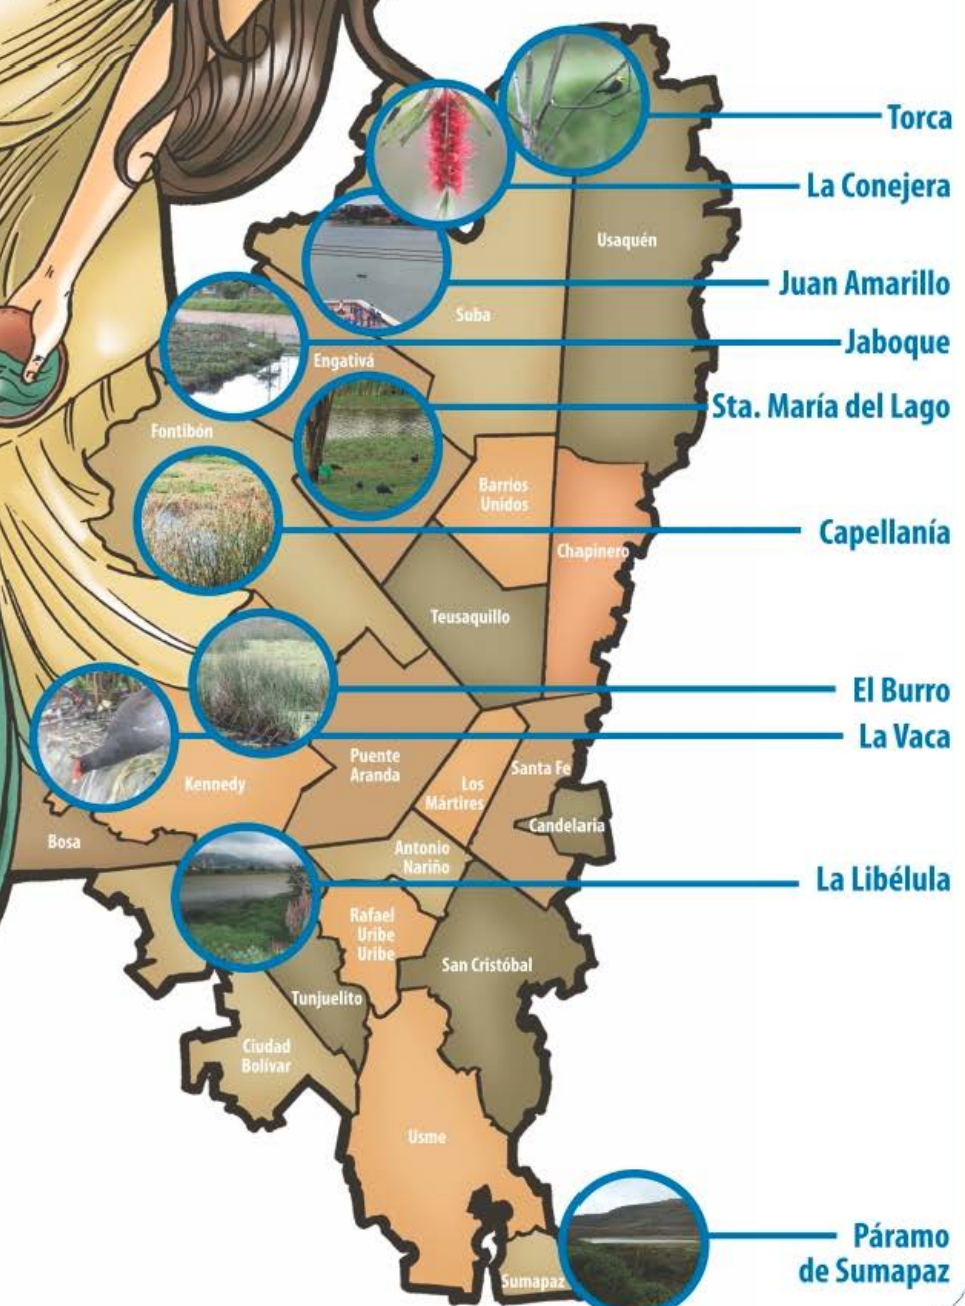 Torca
La Conejera
Usaquén
Juan Amarillo
Suba
Jaboque
Engativá
Sta. María del Lago
Fontibón
Barrios
Unidos
Capellanía
Chapinero
Teusaquillo
El Burro
La Vaca
Puente
Aranda
Santa Fe
Kennedy
Los
Mártires
Candelaria
Bosa
Antonio
Nariño
La Libélula
Rafael
Uribe
Uribe
San Cristóbal
Tunjuelito
Ciudad
Bolívar
Usme
Páramo
de Sumapaz
Sumapaz